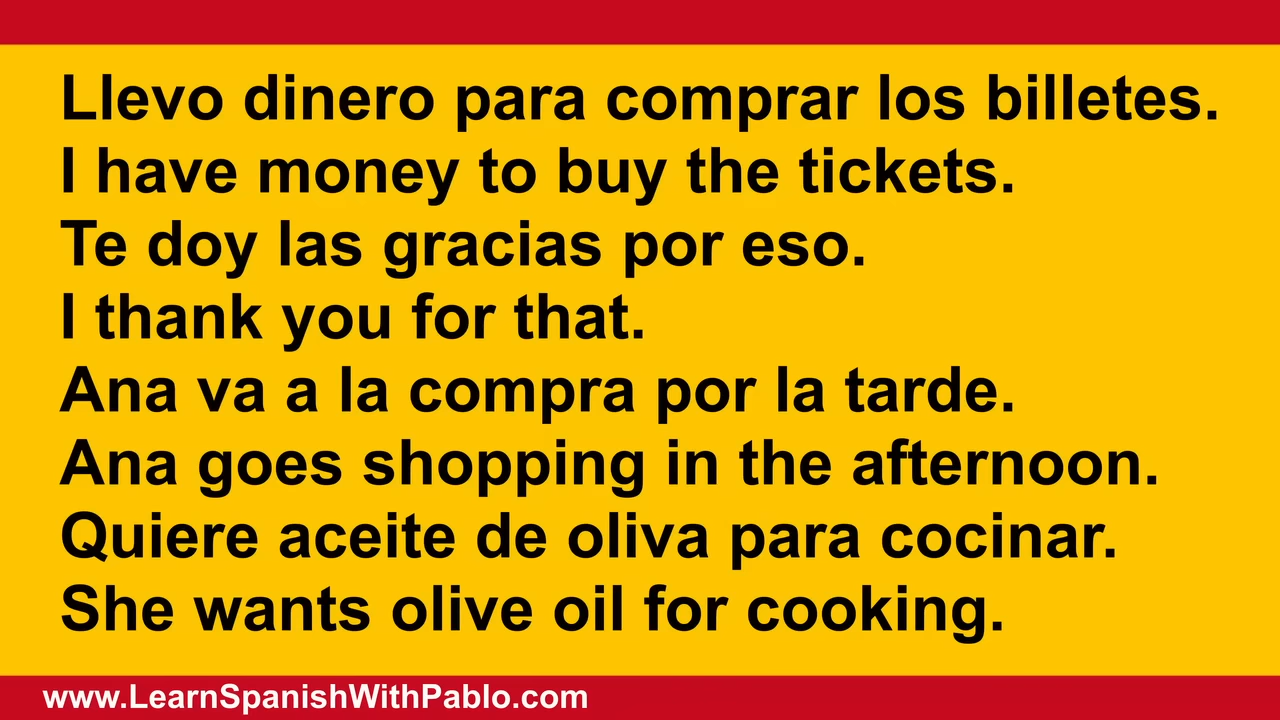 Llevo dinero para comprar los billetes.
I have money to buy the tickets.
Te doy las gracias por eso.
I thank you for that.
Ana va a la compra por la tarde.
Ana goes shopping in the afternoon.
Quiere aceite de oliva para cocinar.
She wants olive oil for cooking.
www.LearnSpanishWithPablo.com